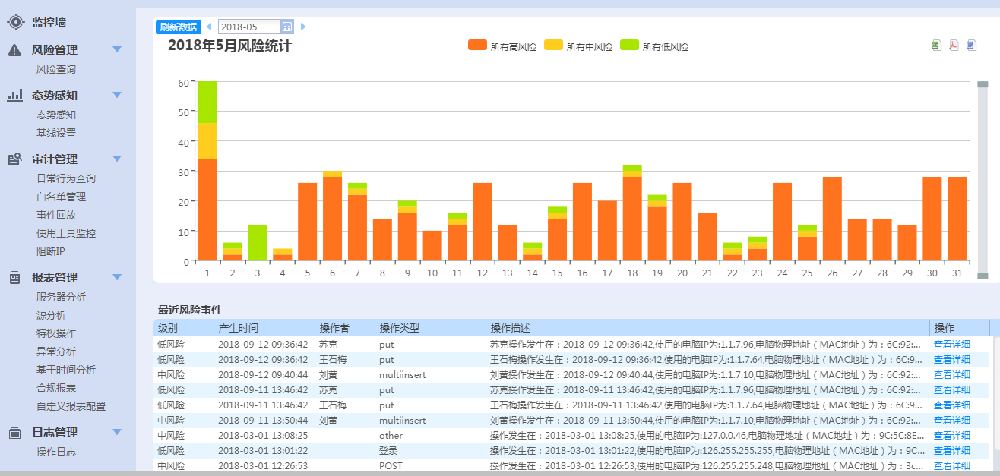 监控墙
风险管理
风险查询
态势感知
态势感知
基线设置
审计管理
日常行为查询
白名单管理
事件回放
使用工具监控
阻断IP
报表管理
服务器分析
源分析
特权操作
异常分析
基于时间分析
合规报表
自定义报表配置
日志管理
操作日志
刷新数据 2018-05
2018年5月风险统计
所有高风险 所有中风险 所有低风险
60
50
40
30
20
10
0
1 2 3 4 5 6 7 8 9 10 11 12 13 14 15 16 17 18 19 20 21 22 23 24 25 26 27 28 29 30 31
最近风险事件
级别 产生时间 操作者 操作类型 操作描述 操作
低风险 2018-09-12 09:36:42 苏克 put 苏克操作发生在：2018-09-12 09:36:42,使用的电脑IP为:1.1.7.96,电脑物理地址（MAC地址）为：6C:92:... 查看详细
低风险 2018-09-12 09:36:42 王石梅 put 王石梅操作发生在：2018-09-12 09:36:42,使用的电脑IP为:1.1.7.64,电脑物理地址（MAC地址）为：6C:9... 查看详细
中风险 2018-09-12 09:40:44 刘黄 multiinsert 刘黄操作发生在：2018-09-12 09:40:44,使用的电脑IP为:1.1.7.10,电脑物理地址（MAC地址）为：6C:92:... 查看详细
低风险 2018-09-11 13:46:42 苏克 put 苏克操作发生在：2018-09-11 13:46:42,使用的电脑IP为:1.1.7.96,电脑物理地址（MAC地址）为：6C:92:... 查看详细
低风险 2018-09-11 13:46:42 王石梅 put 王石梅操作发生在：2018-09-11 13:46:42,使用的电脑IP为:1.1.7.64,电脑物理地址（MAC地址）为：6C:9... 查看详细
中风险 2018-09-11 13:50:44 刘黄 multiinsert 刘黄操作发生在：2018-09-11 13:50:44,使用的电脑IP为:1.1.7.10,电脑物理地址（MAC地址）为：6C:92:... 查看详细
中风险 2018-03-01 13:08:25 other 操作发生在：2018-03-01 13:08:25,使用的电脑IP为:127.0.0.46,电脑物理地址（MAC地址）为：9C:5C:8E... 查看详细
低风险 2018-03-01 13:01:22 登录 操作发生在：2018-03-01 13:01:22,使用的电脑IP为:126.255.255.255,电脑物理地址（MAC地址）为：9C... 查看详细
中风险 2018-03-01 12:26:53 POST 操作发生在：2018-03-01 12:26:53,使用的电脑IP为:126.255.255.248,电脑物理地址（MAC地址）为：3c... 查看详细